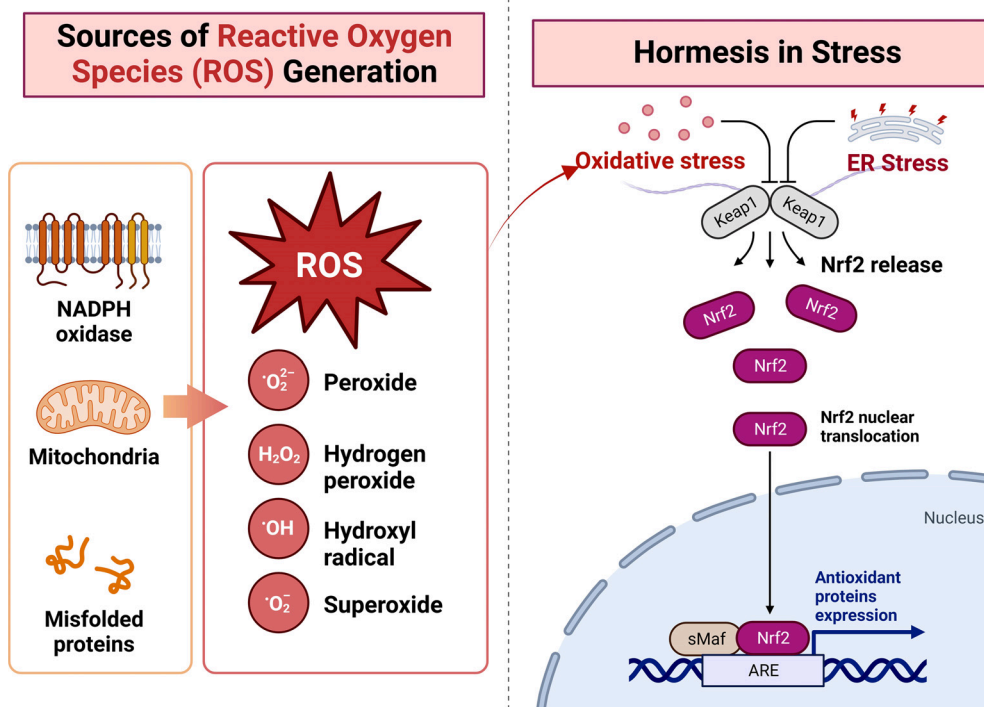 Sources of Reactive Oxygen
Species (ROS) Generation
NADPH
oxidase
Mitochondria
Misfolded
proteins
ROS
·O₂²⁻
Peroxide
H₂O₂
Hydrogen
peroxide
·OH
Hydroxyl
radical
·O₂⁻
Superoxide
Hormesis in Stress
Oxidative stress
ER Stress
Keap1
Keap1
Nrf2 release
Nrf2
Nrf2
Nrf2
Nrf2
Nrf2 nuclear
translocation
Nucleus
Antioxidant
proteins
expression
sMaf
Nrf2
ARE